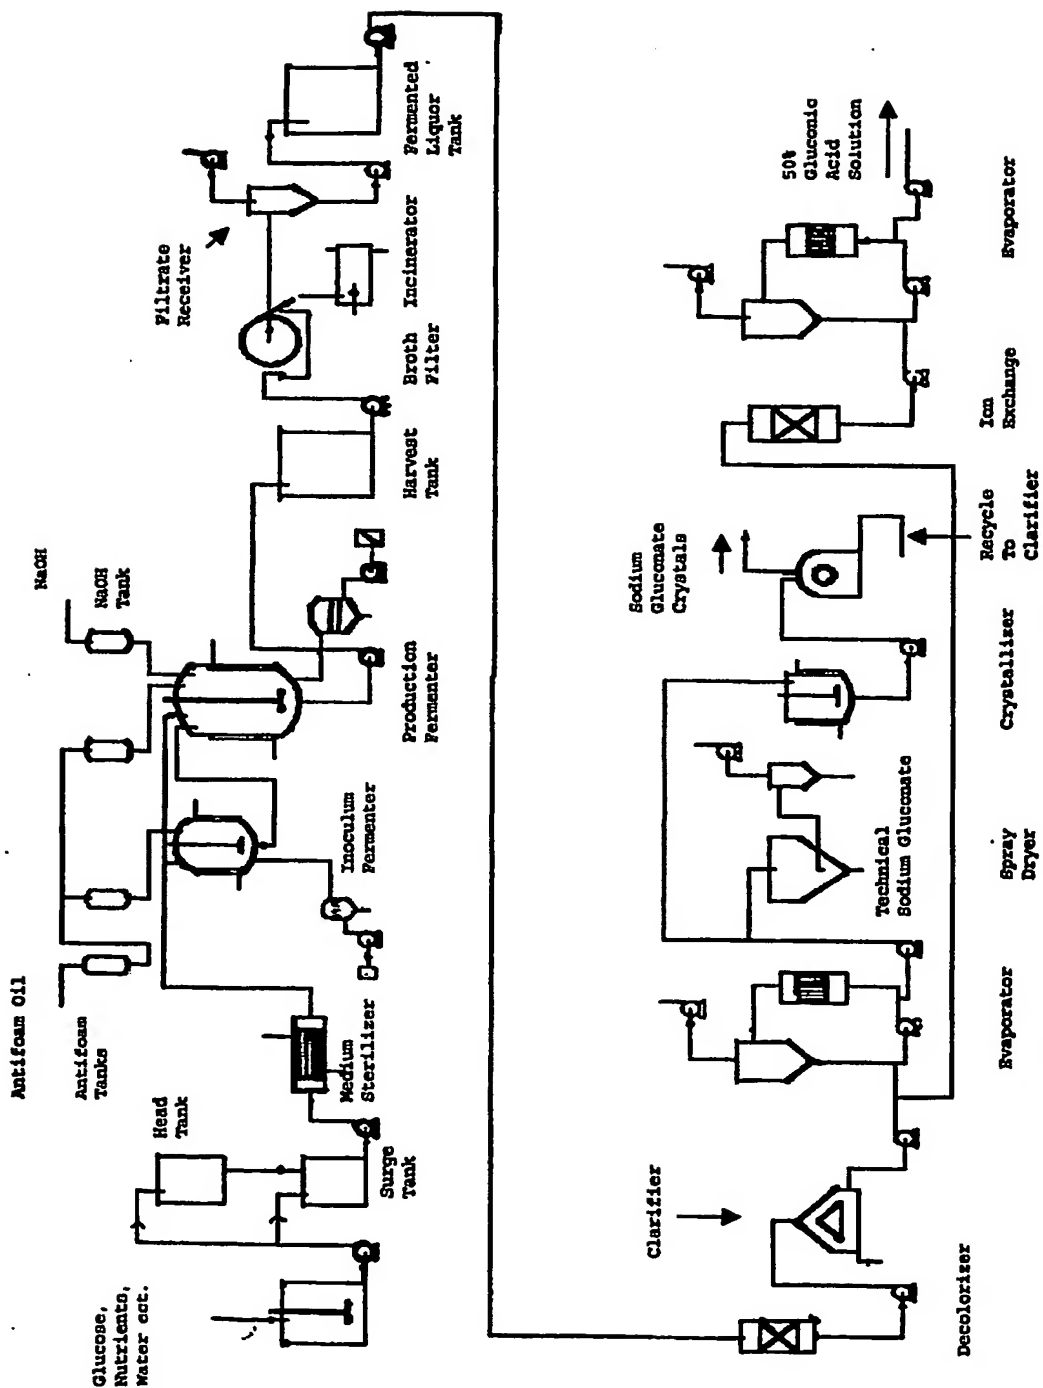 Glucose,
Nutrients,
Water ect.
Head
Tank
Surge
Tank
Medium
Sterilizer
Antifoam Oil
Antifoam
Tanks
Inoculum
Fermenter
Production
Fermenter
NaOH
NaOH
Tank
Harvest
Tank
Broth
Filter
Incinerator
Filtrate
Receiver
Fermented
Liquor
Tank
Decolorizer
Clarifier
Evaporator
Spray
Dryer
Technical
Sodium Gluconate
Crystallizer
Sodium
Gluconate
Crystals
Recycle
To
Clarifier
Ion
Exchange
Evaporator
50%
Gluconic
Acid
Solution